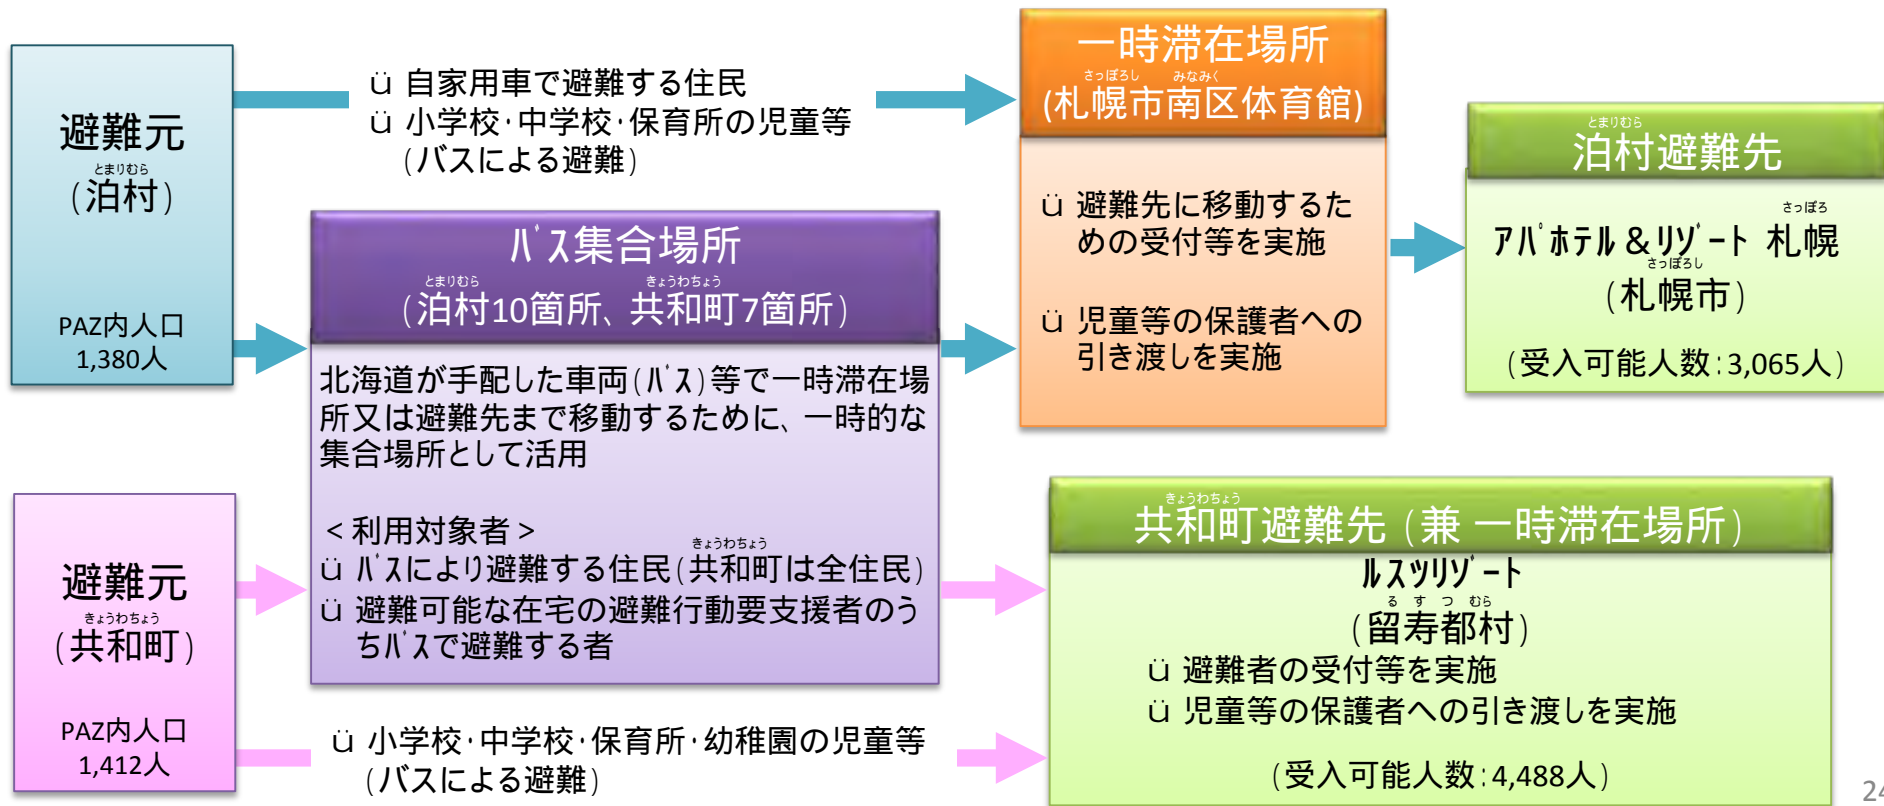 避難元
とまりむら
(泊村)
PAZ内人口
1,380人
ü 自家用車で避難する住民
ü 小学校・中学校・保育所の児童等
(バスによる避難)
バス集合場所
とまりむら きょうわちょう
(泊村10箇所、共和町7箇所)
北海道が手配した車両(バス)等で一時滞在場
所又は避難先まで移動するために、一時的な
集合場所として活用
<利用対象者>
きょうわちょう
ü バスにより避難する住民(共和町は全住民)
ü 避難可能な在宅の避難行動要支援者のう
ちバスで避難する者
一時滞在場所
さっぽろし みなみく
(札幌市南区体育館)
ü 避難先に移動するた
めの受付等を実施
ü 児童等の保護者への
引き渡しを実施
とまりむら
泊村避難先
さっぽろ
アパホテル&リゾート 札幌
さっぽろし
(札幌市)
(受入可能人数:3,065人)
避難元
きょうわちょう
(共和町)
PAZ内人口
1,412人
ü 小学校・中学校・保育所・幼稚園の児童等
(バスによる避難)
きょうわちょう
共和町避難先 (兼 一時滞在場所)
ルスツリゾート
る す つ むら
(留寿都村)
ü 避難者の受付等を実施
ü 児童等の保護者への引き渡しを実施
(受入可能人数:4,488人)
24